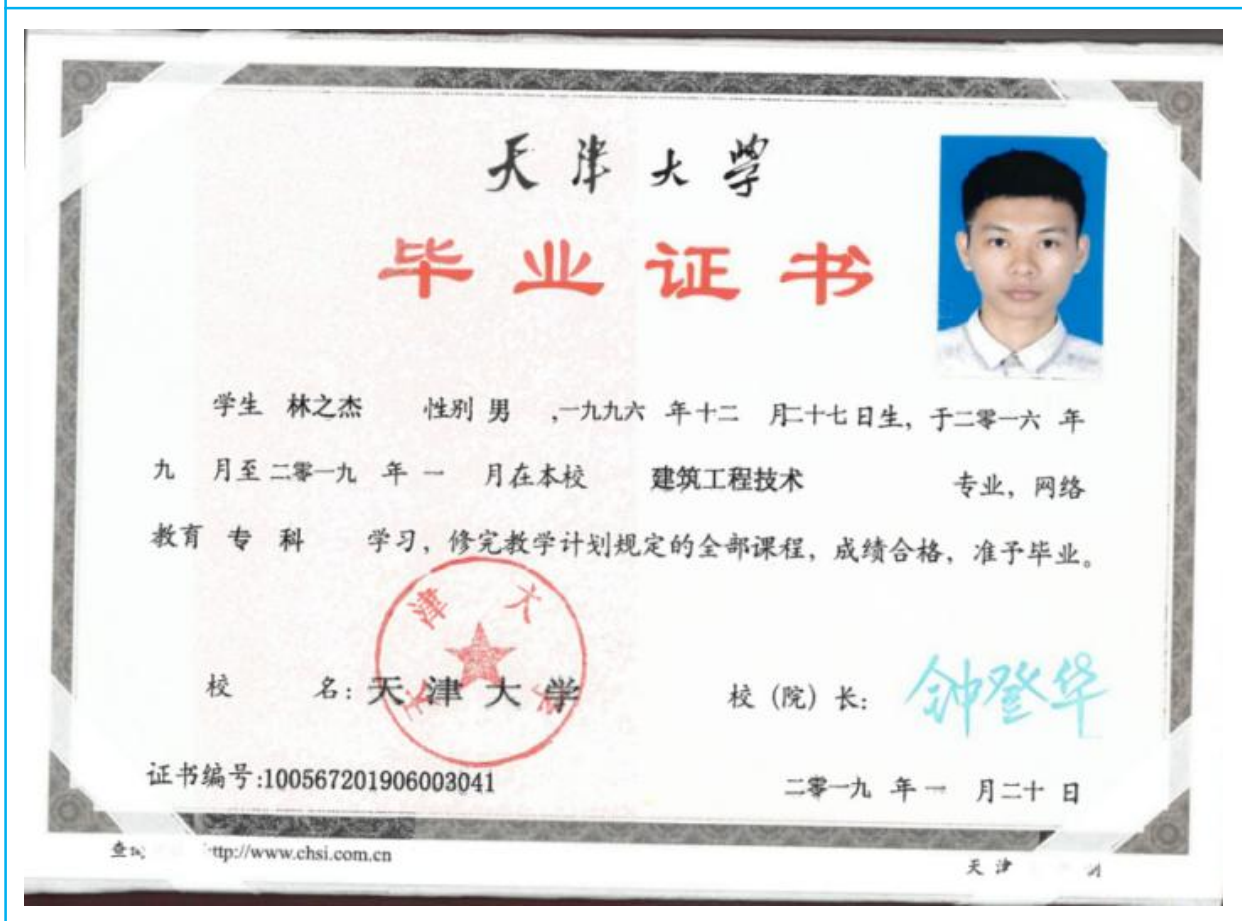 天津大学
毕业证书
学生 林之杰 性别 男 ,一九九六 年十二 月二十七日生, 于二零一六 年
九 月至 二零一九 年 一 月在本校 建筑工程技术 专业, 网络
教育 专 科 学习, 修完教学计划规定的全部课程, 成绩合格, 准予毕业。
天津大学
校 名: 天津大学 校 (院) 长: 钟登华
证书编号:100567201906003041 二零一九 年 一 月二十 日
http://www.chsi.com.cn
天津